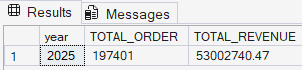 Results Messages
year TOTAL_ORDER TOTAL_REVENUE
1 2025 197401 53002740.47